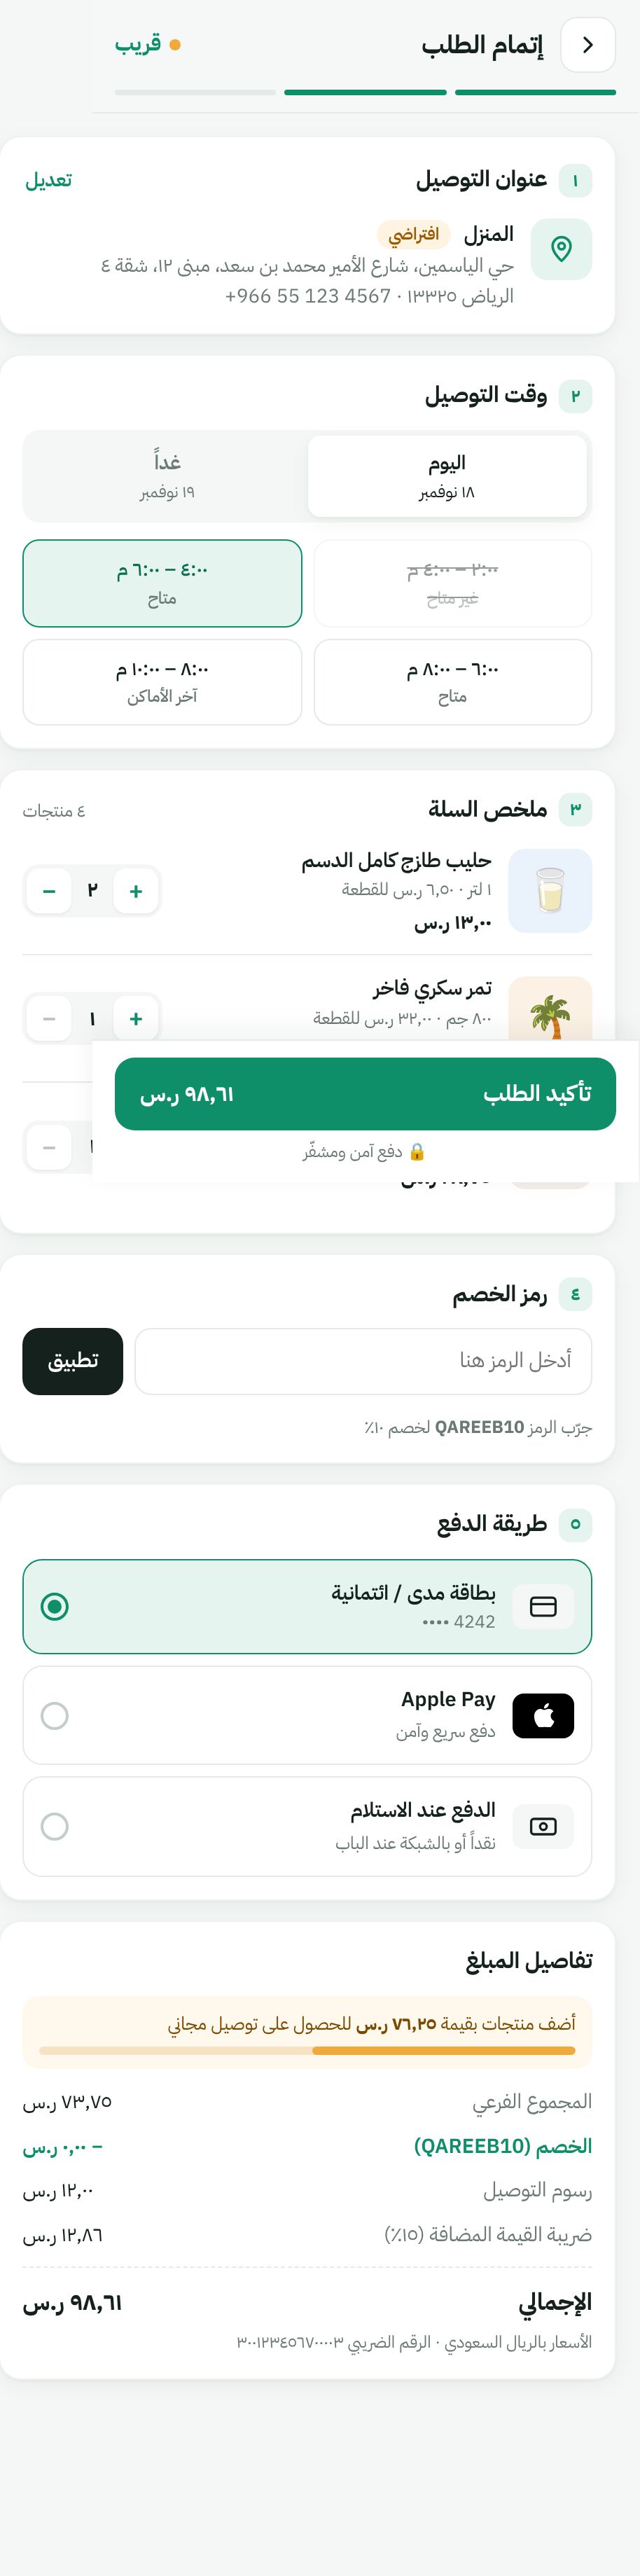 إتمام الطلب
قريب
١
عنوان التوصيل
تعديل
المنزل
افتراضي
حي الياسمين، شارع الأمير محمد بن سعد، مبنى ١٢، شقة ٤
الرياض ١٣٣٢٥ · ‎+966 55 123 4567
٢
وقت التوصيل
اليوم
١٨ نوفمبر
غداً
١٩ نوفمبر
٢:٠٠ – ٤:٠٠ م
غير متاح
٤:٠٠ – ٦:٠٠ م
متاح
٦:٠٠ – ٨:٠٠ م
متاح
٨:٠٠ – ١٠:٠٠ م
آخر الأماكن
٣
ملخص السلة
٤ منتجات
حليب طازج كامل الدسم
١ لتر · ٦,٥٠ ر.س للقطعة
١٣,٠٠ ر.س
+ ٢ −
تمر سكري فاخر
٨٠٠ جم · ٣٢,٠٠ ر.س للقطعة
+ ١ −
تأكيد الطلب
٩٨,٦١ ر.س
🔒 دفع آمن ومشفّر
٤
رمز الخصم
أدخل الرمز هنا
تطبيق
جرّب الرمز QAREEB10 لخصم ١٠٪
٥
طريقة الدفع
بطاقة مدى / ائتمانية
•••• 4242
Apple Pay
دفع سريع وآمن
الدفع عند الاستلام
نقداً أو بالشبكة عند الباب
تفاصيل المبلغ
أضف منتجات بقيمة ٧٦,٢٥ ر.س للحصول على توصيل مجاني
المجموع الفرعي
٧٣,٧٥ ر.س
الخصم (QAREEB10)
− ٠,٠٠ ر.س
رسوم التوصيل
١٢,٠٠ ر.س
ضريبة القيمة المضافة (١٥٪)
١٢,٨٦ ر.س
الإجمالي
٩٨,٦١ ر.س
الأسعار بالريال السعودي · الرقم الضريبي ٣٠٠١٢٣٤٥٦٧٠٠٠٠٣